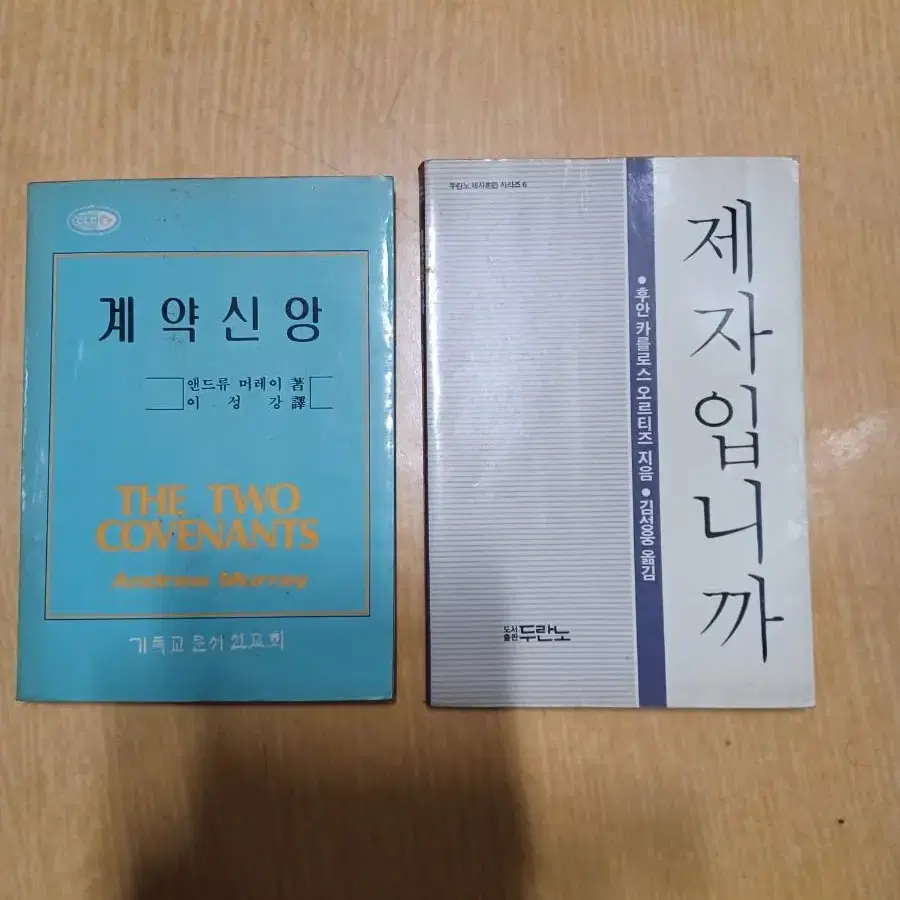 CLC
계약신앙
앤드류 머레이 著
이성강 譯
THE TWO
COVENANTS
Andrew Murray
기독교문서선교회
두란노 제자훈련 시리즈 6
제자입니까
● 후안 카를로스 오르티즈 지음 ● 김성웅 옮김
도서출판 두란노